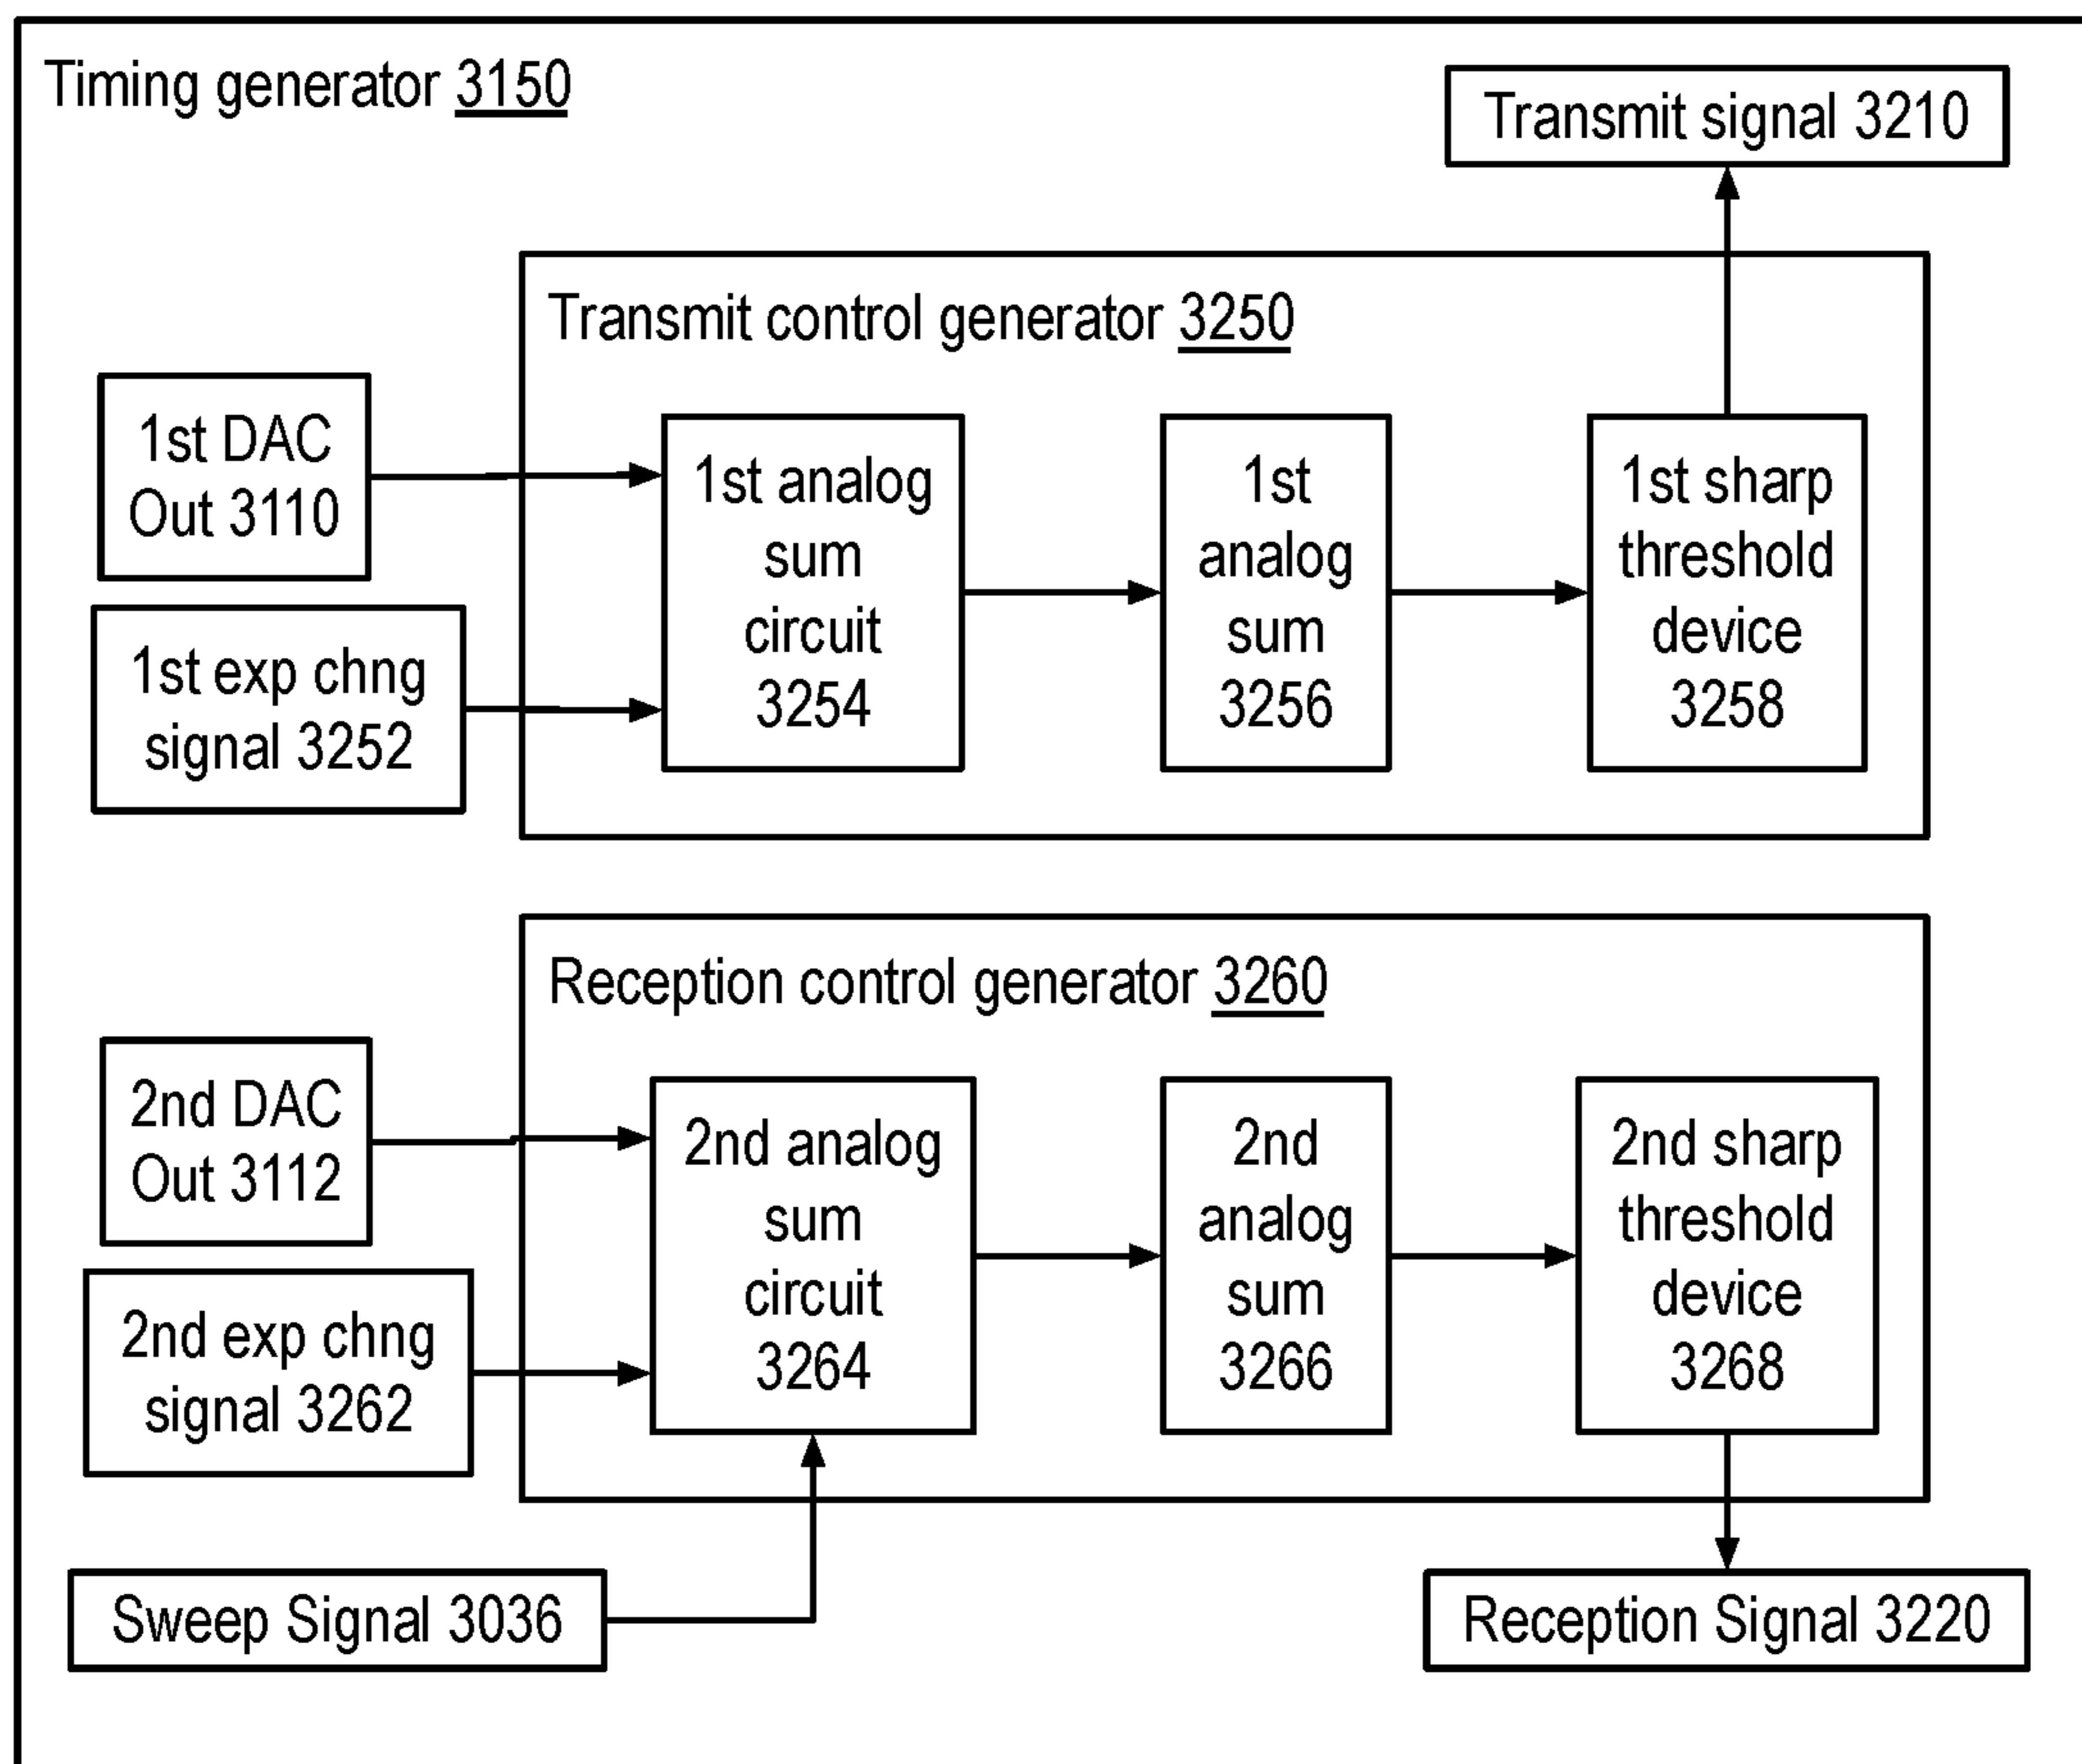 Timing generator 3150
Transmit signal 3210
Transmit control generator 3250
1st DAC
Out 3110
1st exp chng
signal 3252
1st analog
sum
circuit
3254
1st
analog
sum
3256
1st sharp
threshold
device
3258
Reception control generator 3260
2nd DAC
Out 3112
2nd exp chng
signal 3262
2nd analog
sum
circuit
3264
2nd
analog
sum
3266
2nd sharp
threshold
device
3268
Sweep Signal 3036
Reception Signal 3220